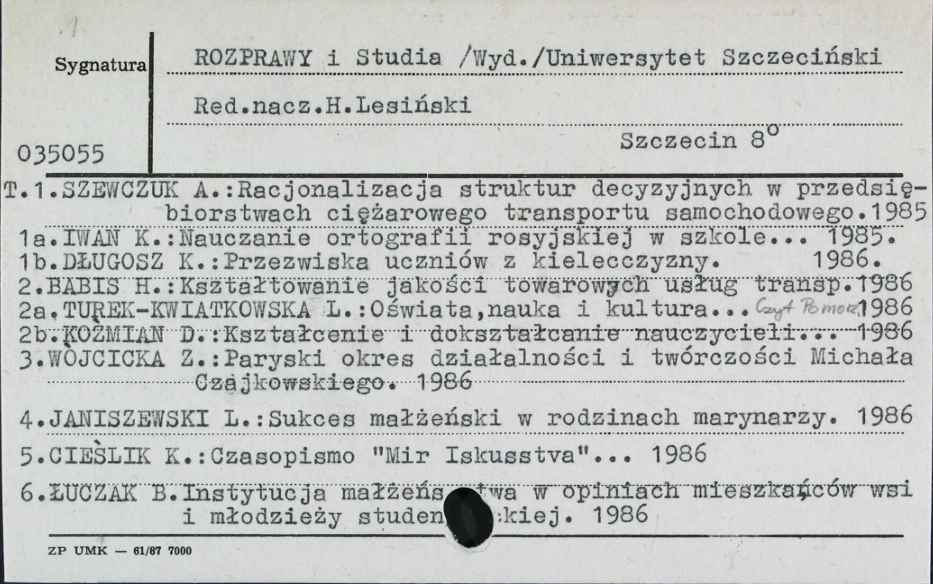 1
Sygnatura
ROZPRAWY i Studia /Wyd./Uniwersytet Szczeciński
Red.nacz.H.Lesiński
Szczecin 8°
035055
T.1.SZEWCZUK A.:Racjonalizacja struktur decyzyjnych w przedsię-
biorstwach ciężarowego transportu samochodowego.1985
1a.IWAN K.:Nauczanie ortografii rosyjskiej w szkole... 1985.
1b.DŁUGOSZ K.:Przezwiska uczniów z kielecczyzny. 1986.
2.BABIS H.:Kształtowanie jakości towarowych usług transp.1986
2a.TUREK-KWIATKOWSKA L.:Oświata,nauka i kultura... 1986
2b.KOŹMIAN D.:Kształcenie i dokształcanie nauczycieli... 1986
3.WÓJCICKA Z.:Paryski okres działalności i twórczości Michała
Czajkowskiego. 1986
4.JANISZEWSKI L.:Sukces małżeński w rodzinach marynarzy. 1986
5.CIEŚLIK K.:Czasopismo "Mir Iskusstva"... 1986
6.ŁUCZAK B.Instytucja małżeńs twa w opiniach mieszkańców wsi
i młodzieży studen kiej. 1986
ZP UMK — 61/87 7000